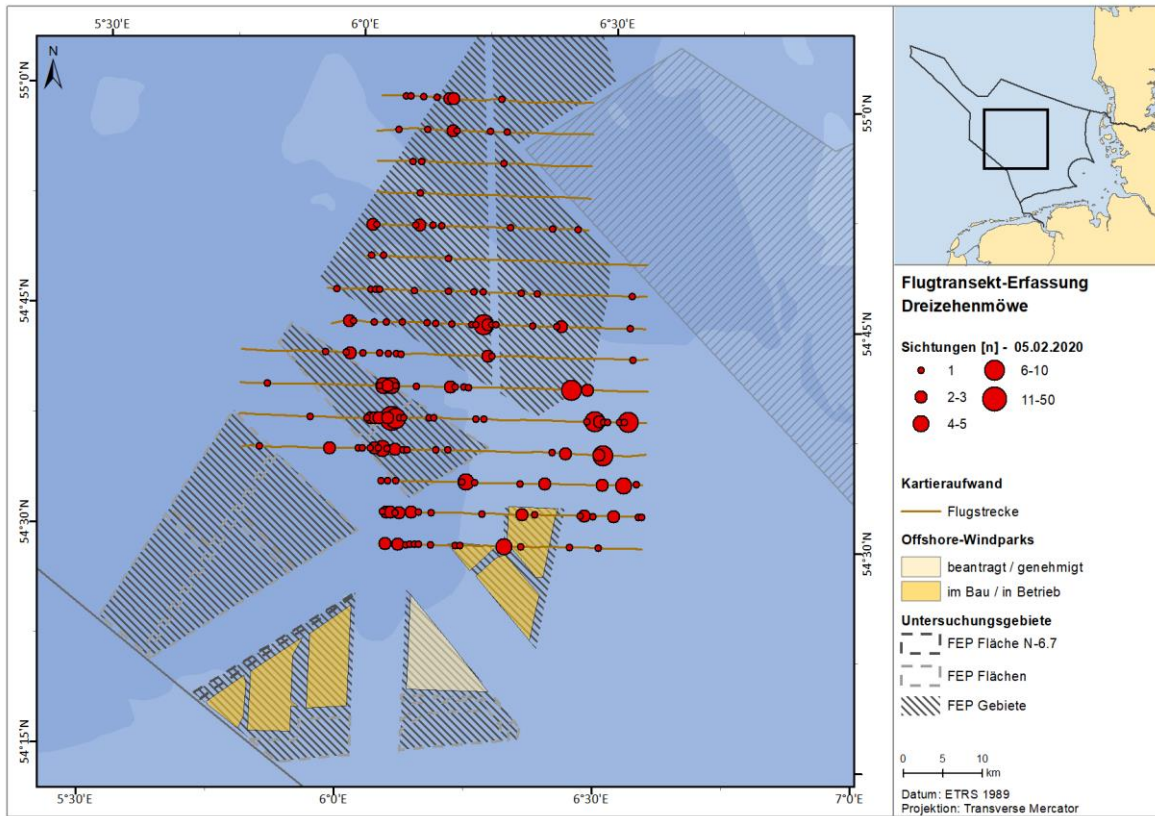 5°30'E
6°0'E
6°30'E
N
55°0'N
54°45'N
54°30'N
54°15'N
55°0'N
54°45'N
54°30'N
5°30'E
6°0'E
6°30'E
7°0'E
Flugtransekt-Erfassung
Dreizehenmöwe
Sichtungen [n] - 05.02.2020
1
6-10
2-3
11-50
4-5
Kartieraufwand
Flugstrecke
Offshore-Windparks
beantragt / genehmigt
im Bau / in Betrieb
Untersuchungsgebiete
FEP Fläche N-6.7
FEP Flächen
FEP Gebiete
0 5 10
km
Datum: ETRS 1989
Projektion: Transverse Mercator